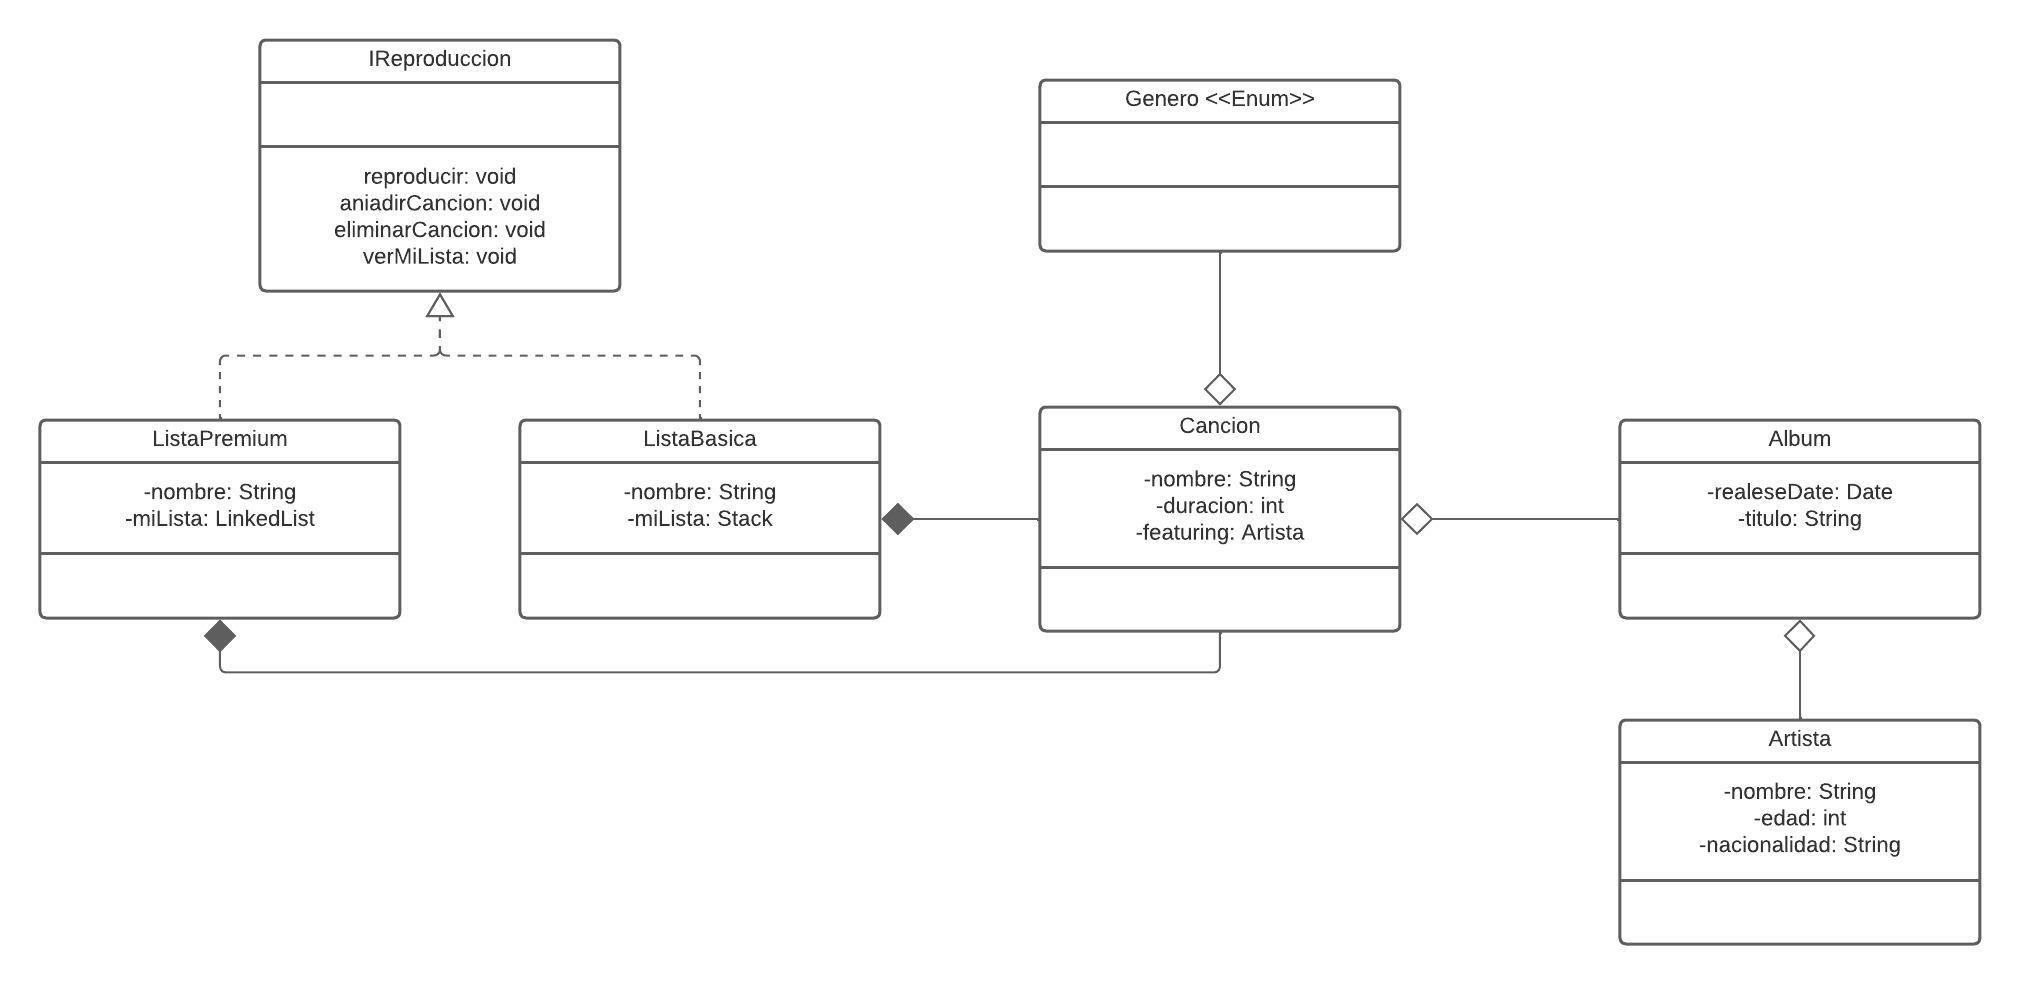 IReproduccion
reproducir: void
aniadirCancion: void
eliminarCancion: void
verMiLista: void
Genero <<Enum>>
ListaPremium
-nombre: String
-miLista: LinkedList
ListaBasica
-nombre: String
-miLista: Stack
Cancion
-nombre: String
-duracion: int
-featuring: Artista
Album
-realeseDate: Date
-titulo: String
Artista
-nombre: String
-edad: int
-nacionalidad: String